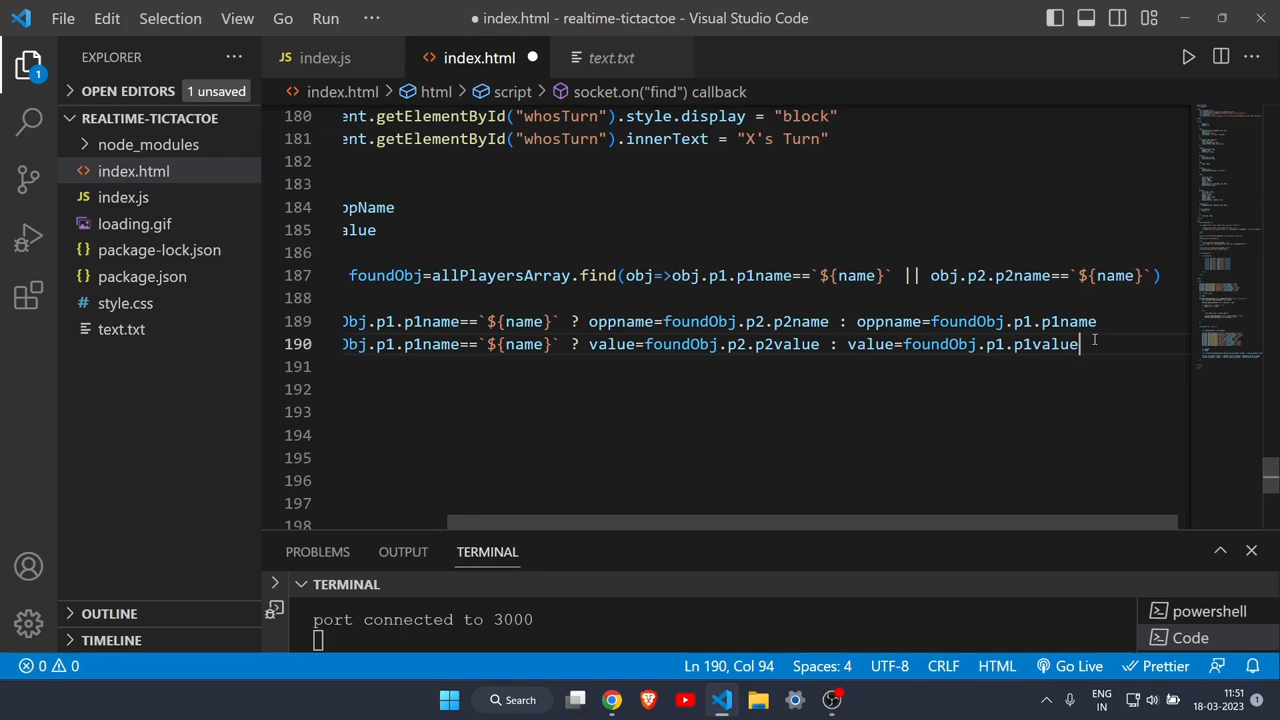 File Edit Selection View Go Run ··· ● index.html - realtime-tictactoe - Visual Studio Code
EXPLORER ···
JS index.js
<> index.html ●
text.txt
OPEN EDITORS 1 unsaved
<> index.html > html > script > socket.on("find") callback
REALTIME-TICTACTOE
node_modules
<> index.html
JS index.js
loading.gif
package-lock.json
package.json
# style.css
text.txt
OUTLINE
TIMELINE
1
180 ent.getElementById("whosTurn").style.display = "block"
181 ent.getElementById("whosTurn").innerText = "X's Turn"
182
183
184 oppName
185 alue
186
187 foundObj=allPlayersArray.find(obj=>obj.p1.p1name==`${name}` || obj.p2.p2name==`${name}`)
188
189 Obj.p1.p1name==`${name}` ? oppname=foundObj.p2.p2name : oppname=foundObj.p1.p1name
190 Obj.p1.p1name==`${name}` ? value=foundObj.p2.p2value : value=foundObj.p1.p1value
191
192
193
194
195
196
197
198
PROBLEMS OUTPUT TERMINAL
TERMINAL
port connected to 3000
powershell
Code
0 0 Ln 190, Col 94 Spaces: 4 UTF-8 CRLF HTML Go Live Prettier
Search
ENG
IN
11:51
18-03-2023
1